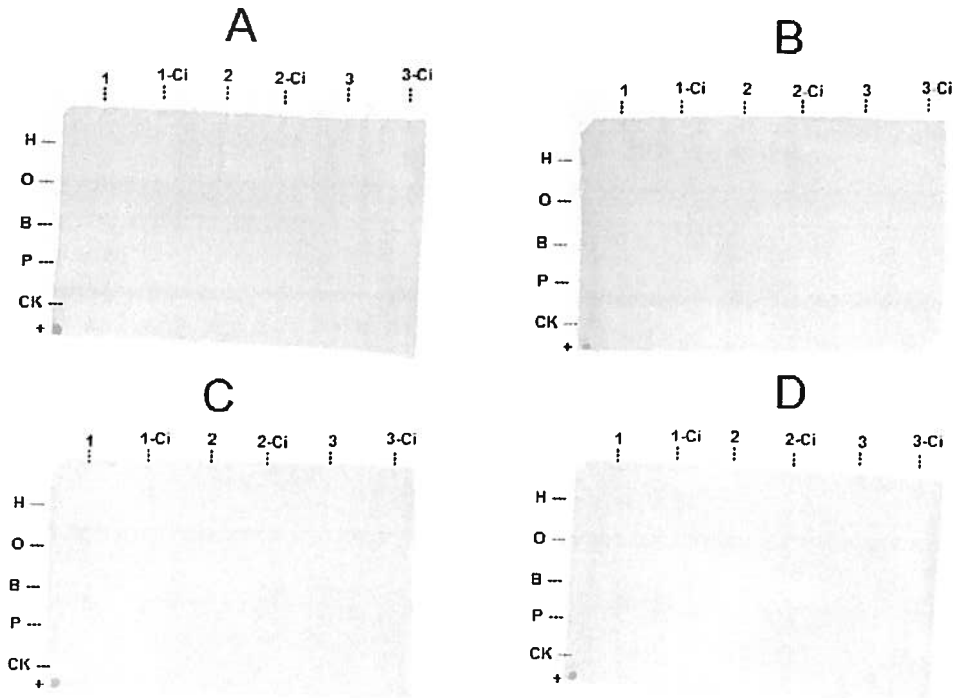 A
1 1-Ci 2 2-Ci 3 3-Ci
H
O
B
P
CK
+
B
1 1-Ci 2 2-Ci 3 3-Ci
H
O
B
P
CK
+
C
1 1-Ci 2 2-Ci 3 3-Ci
H
O
B
P
CK
+
D
1 1-Ci 2 2-Ci 3 3-Ci
H
O
B
P
CK
+